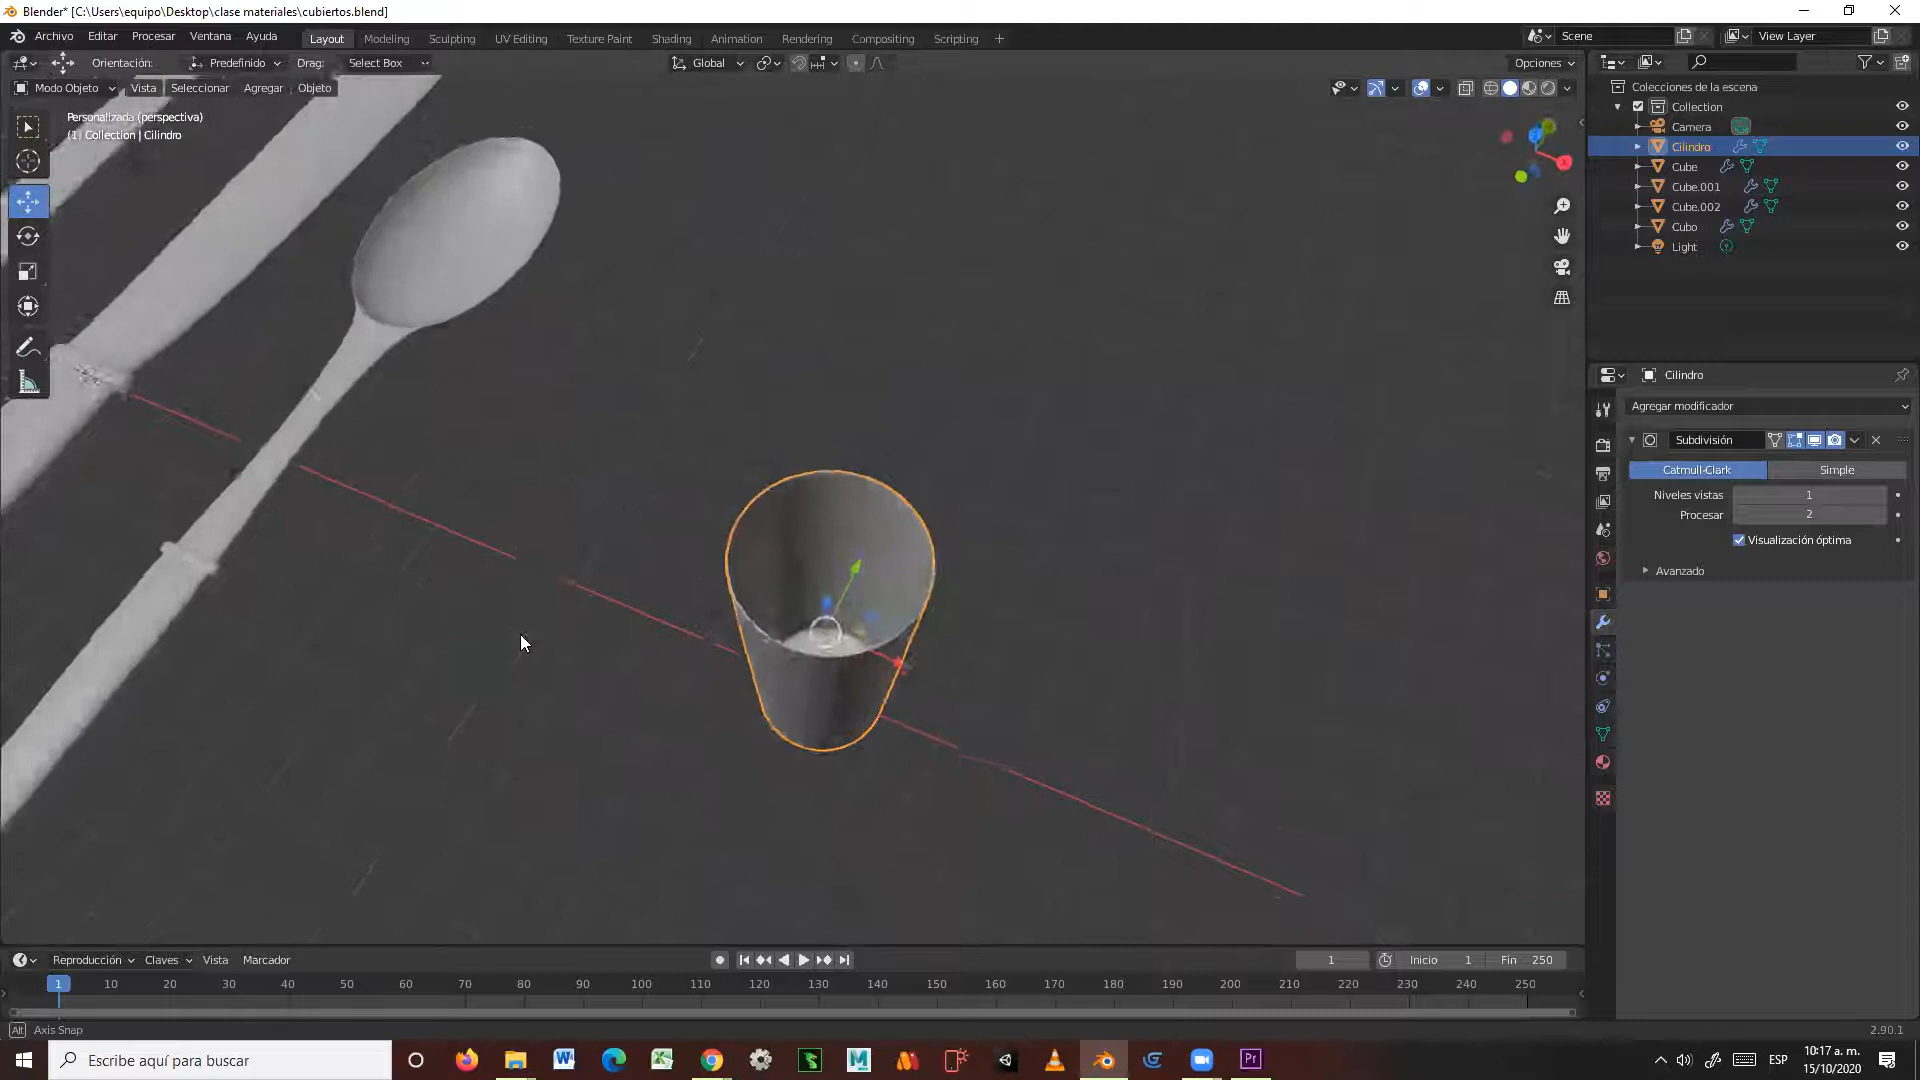 Blender* [C:\Users\equipo\Desktop\clase materiales\cubiertos.blend]
Archivo Editar Procesar Ventana Ayuda Layout Modeling Sculpting UV Editing Texture Paint Shading Animation Rendering Compositing Scripting + Scene View Layer
Orientación: Predefinido Drag: Select Box Global Options
Modo Objeto Vista Seleccionar Agregar Objeto
Personalizada (perspectiva)
(1) Collection | Cilindro
Colecciones de la escena
Collection
Camera
Cilindro
Cube
Cube.001
Cube.002
Cubo
Light
Cilindro
Agregar modificador
Subdivisión
Catmull-Clark Simple
Niveles vistas 1
Procesar 2
Visualización óptima
Avanzado
Reproducción Claves Vista Marcador 1 Inicio 1 Fin 250
1 10 20 30 40 50 60 70 80 90 100 110 120 130 140 150 160 170 180 190 200 210 220 230 240 250
Alt Axis Snap 2.90.1
Escribe aquí para buscar ESP 10:17 a. m.
15/10/2020